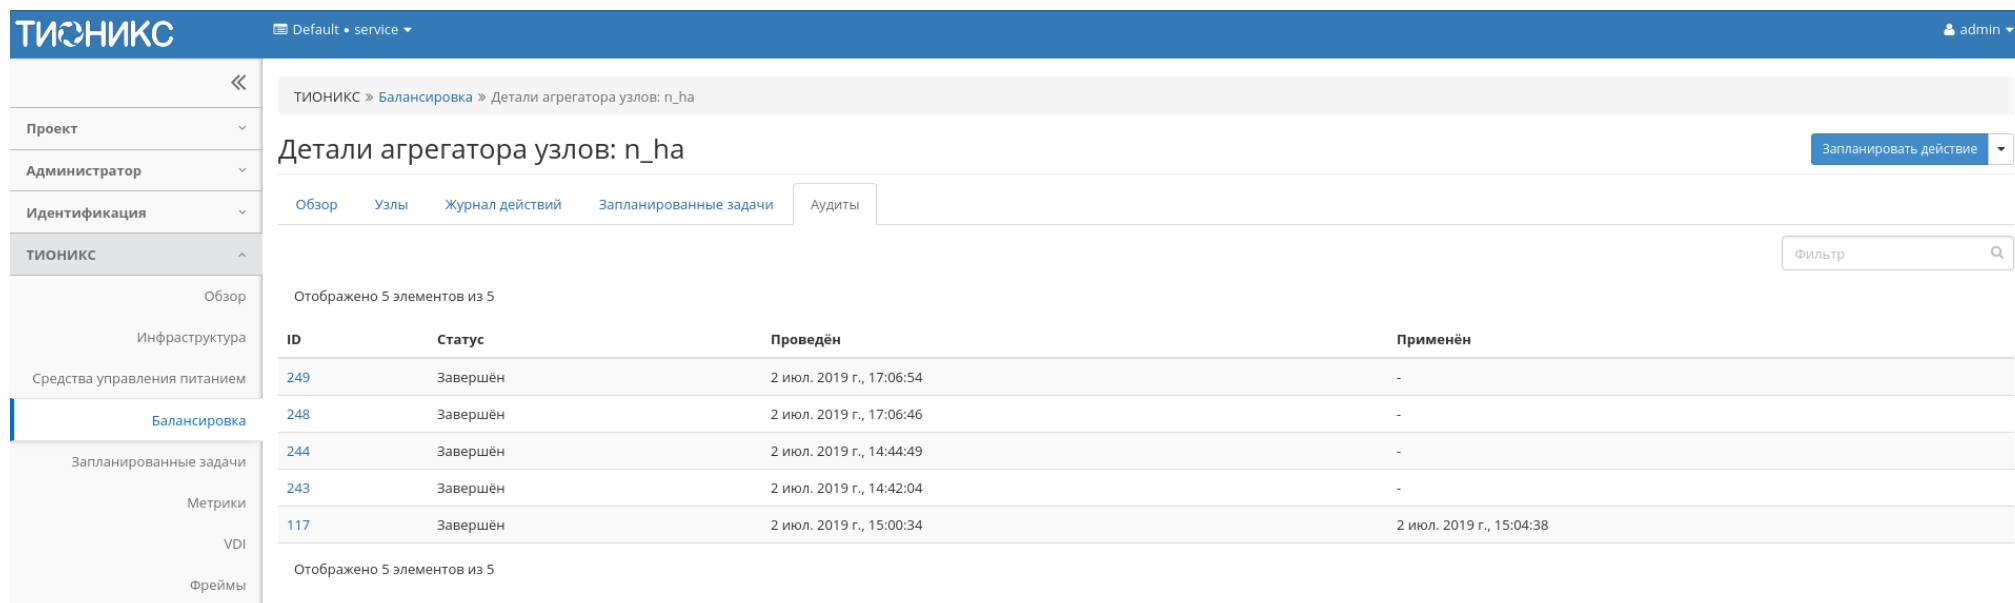 ТИОНИКС
Default • service
admin
Проект
Администратор
Идентификация
ТИОНИКС
Обзор
Инфраструктура
Средства управления питанием
Балансировка
Запланированные задачи
Метрики
VDI
Фреймы
ТИОНИКС » Балансировка » Детали агрегатора узлов: n_ha
Детали агрегатора узлов: n_ha
Запланировать действие
Обзор Узлы Журнал действий Запланированные задачи Аудиты
Фильтр
Отображено 5 элементов из 5
ID Статус Проведён Применён
249 Завершён 2 июл. 2019 г., 17:06:54 -
248 Завершён 2 июл. 2019 г., 17:06:46 -
244 Завершён 2 июл. 2019 г., 14:44:49 -
243 Завершён 2 июл. 2019 г., 14:42:04 -
117 Завершён 2 июл. 2019 г., 15:00:34 2 июл. 2019 г., 15:04:38
Отображено 5 элементов из 5